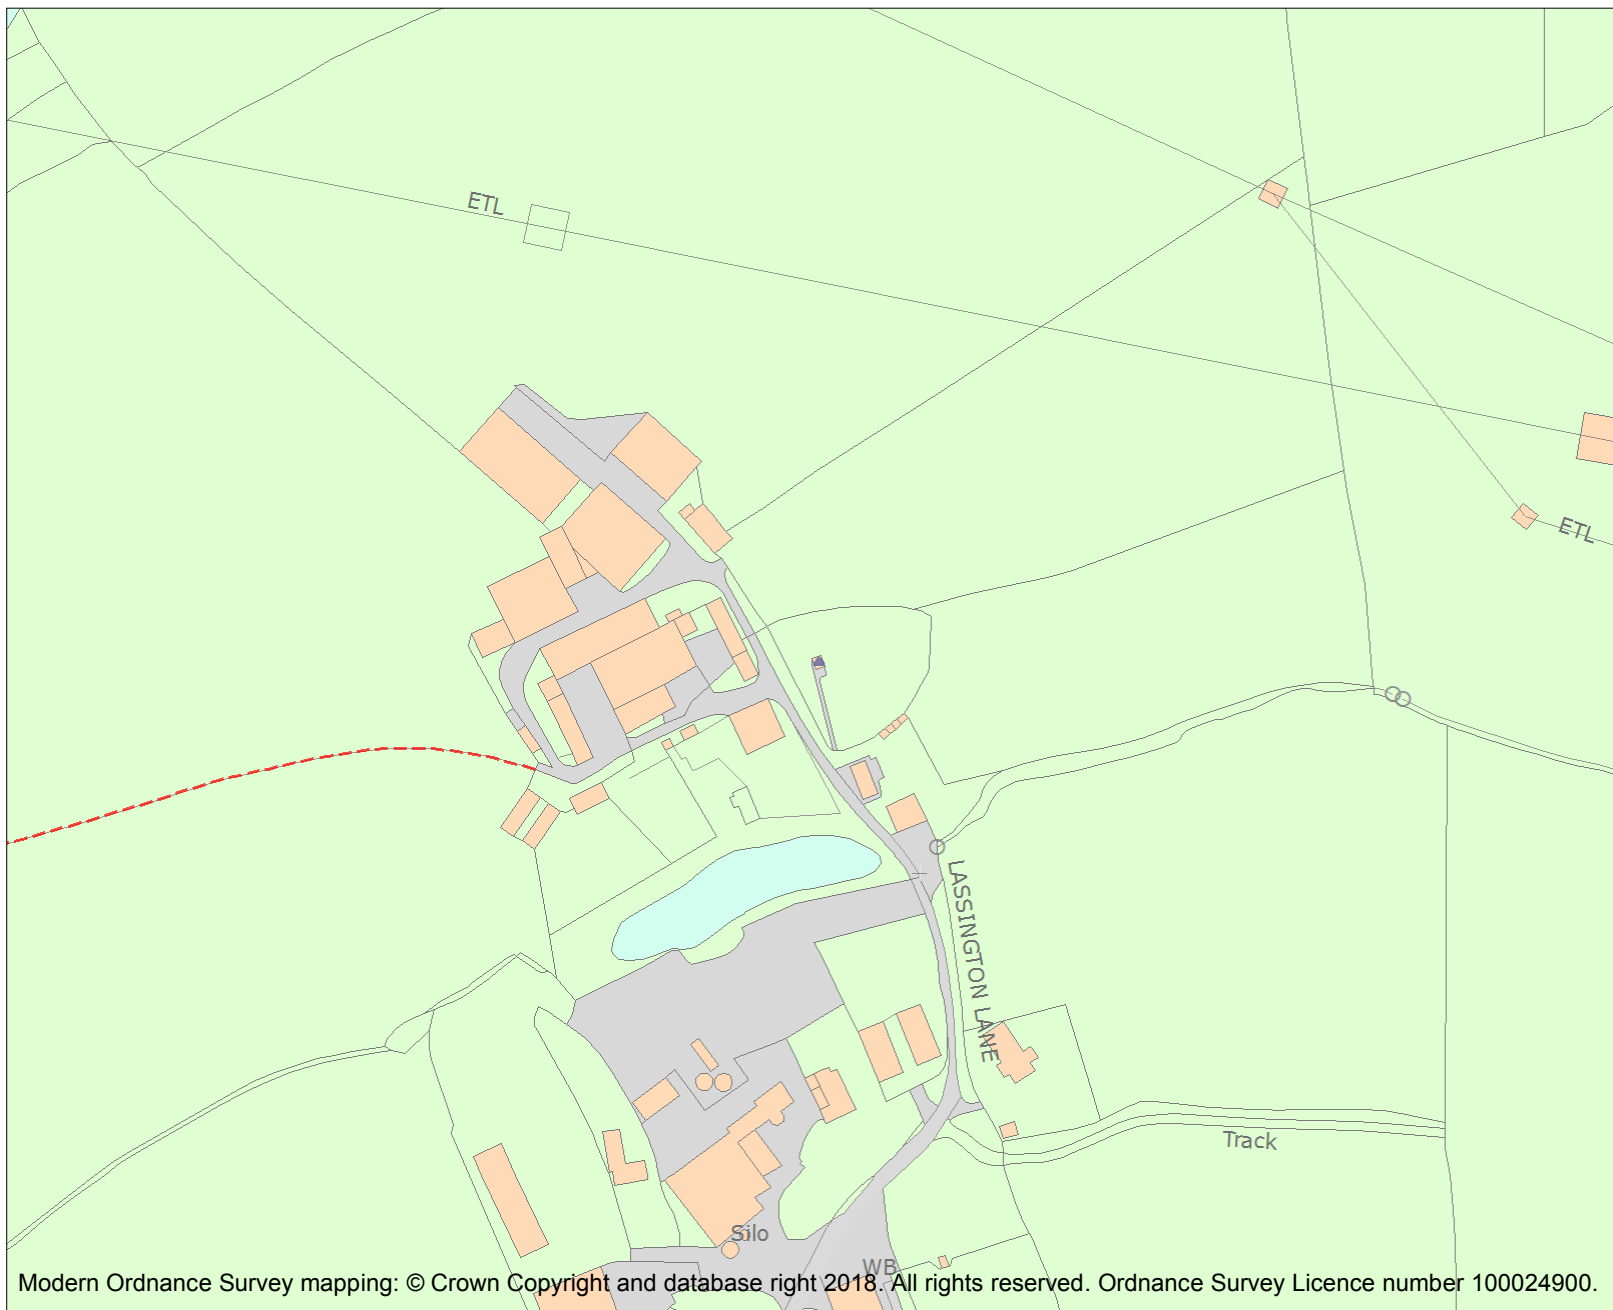 ETL
ETL
LASSINGTON LANE
Track
Silo
WB
Modern Ordnance Survey mapping: © Crown Copyright and database right 2018. All rights reserved. Ordnance Survey Licence number 100024900.